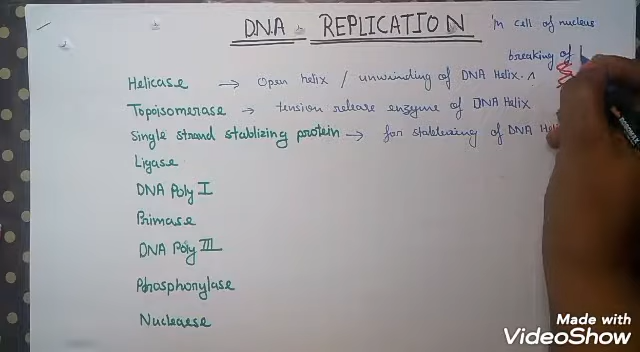 DNA REPLICATION in cell of nucleus
breaking of
Helicase → Open helix / unwinding of DNA Helix. ^
Topoisomerase → tension release enzyme of DNA Helix
Single strand stablizing protein → for stablizing of DNA Hel
Ligase
DNA Poly I
Primase
DNA Poly III
Phosphorylase
Nuclease
Made with
VideoShow